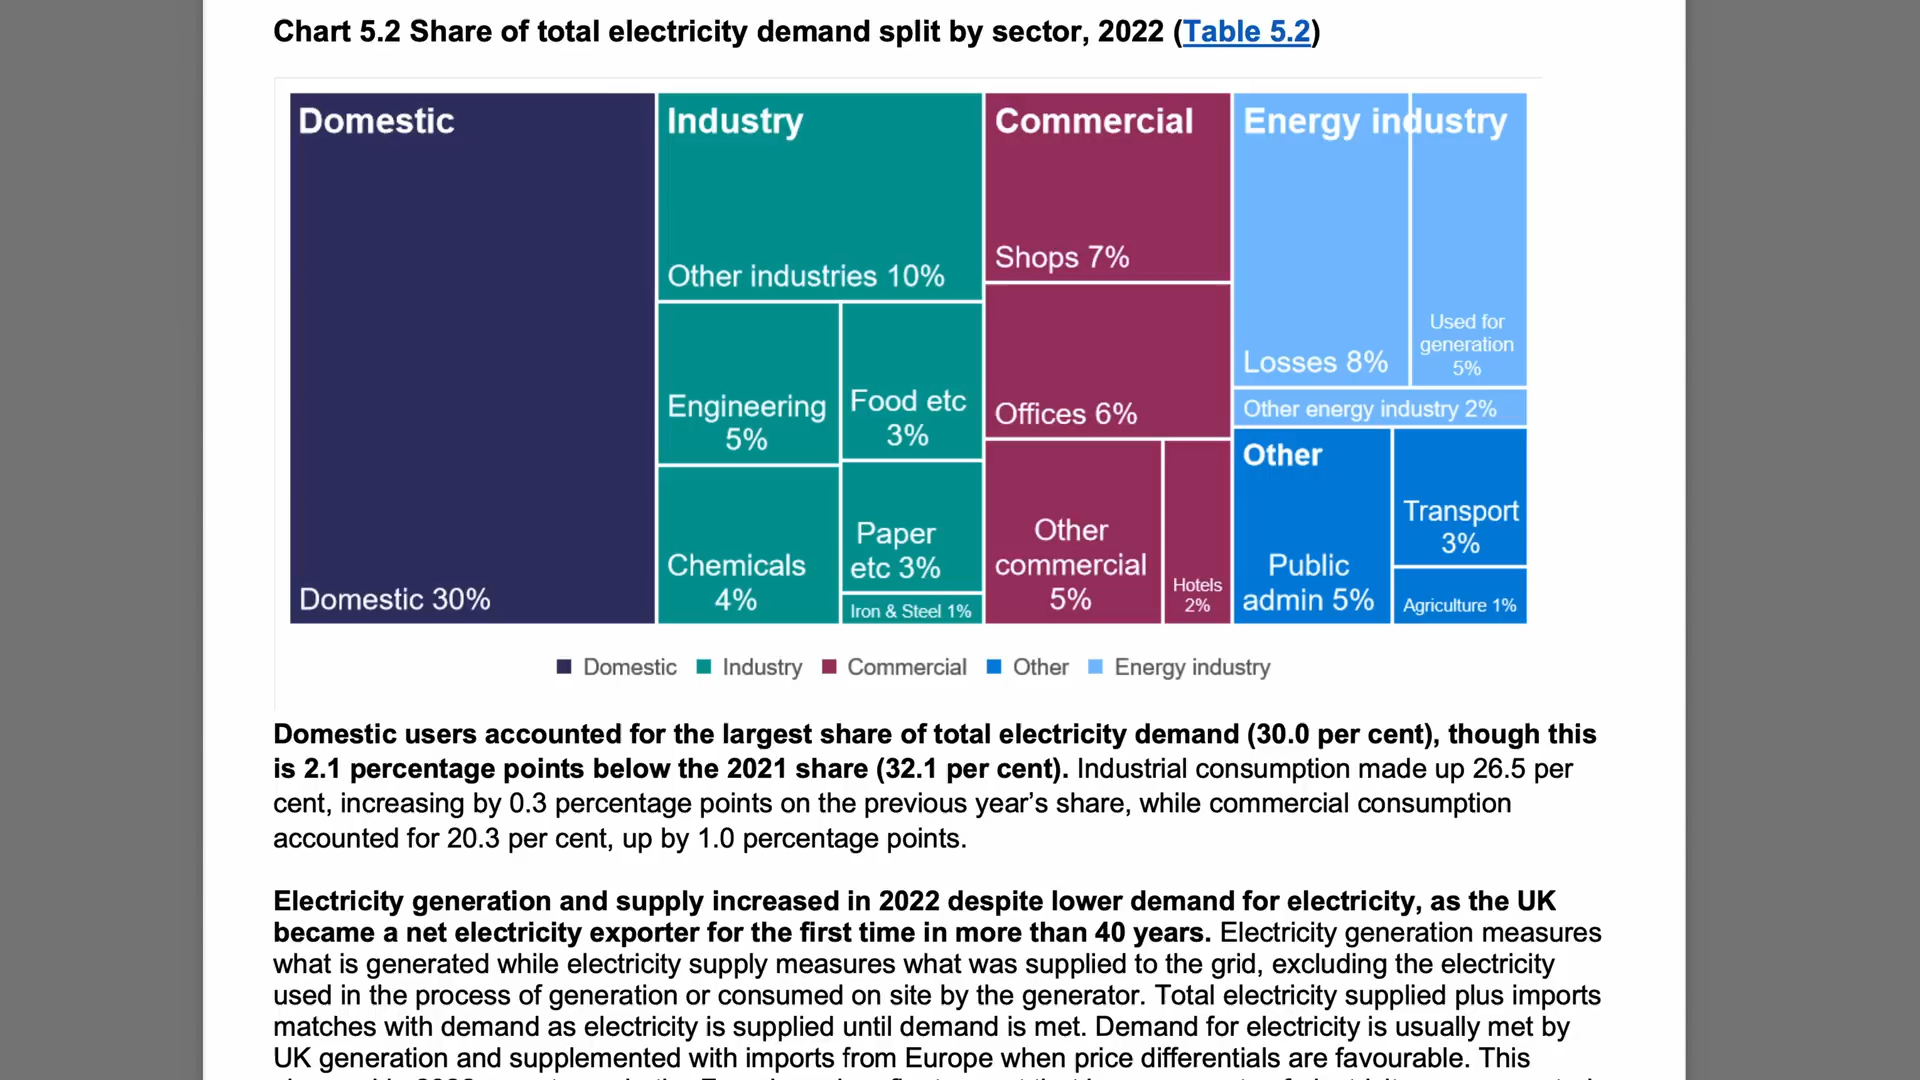 Chart 5.2 Share of total electricity demand split by sector, 2022 (Table 5.2)
Domestic
Domestic 30%
Industry
Other industries 10%
Engineering
5%
Food etc
3%
Chemicals
4%
Paper
etc 3%
Iron & Steel 1%
Commercial
Shops 7%
Offices 6%
Other
commercial
5%
Hotels
2%
Energy industry
Losses 8%
Used for
generation
5%
Other energy industry 2%
Other
Public
admin 5%
Transport
3%
Agriculture 1%
Domestic Industry Commercial Other Energy industry
Domestic users accounted for the largest share of total electricity demand (30.0 per cent), though this
is 2.1 percentage points below the 2021 share (32.1 per cent). Industrial consumption made up 26.5 per
cent, increasing by 0.3 percentage points on the previous year’s share, while commercial consumption
accounted for 20.3 per cent, up by 1.0 percentage points.
Electricity generation and supply increased in 2022 despite lower demand for electricity, as the UK
became a net electricity exporter for the first time in more than 40 years. Electricity generation measures
what is generated while electricity supply measures what was supplied to the grid, excluding the electricity
used in the process of generation or consumed on site by the generator. Total electricity supplied plus imports
matches with demand as electricity is supplied until demand is met. Demand for electricity is usually met by
UK generation and supplemented with imports from Europe when price differentials are favourable. This